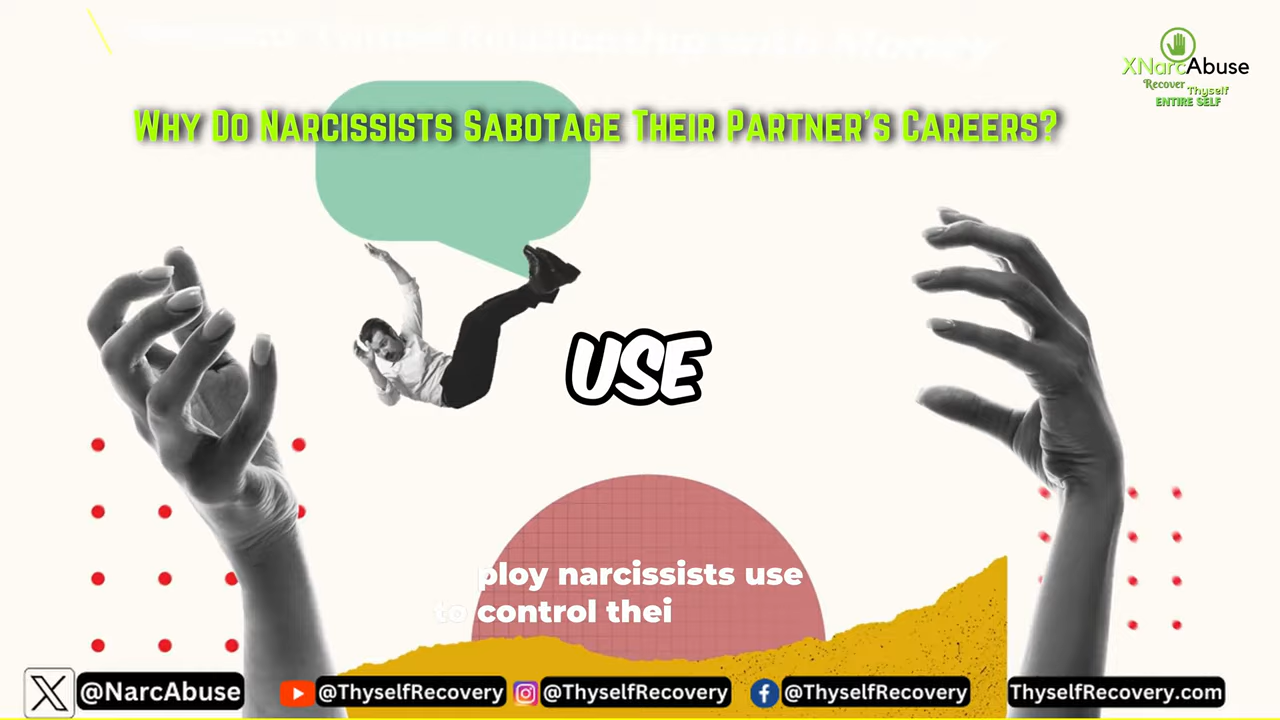 XNarcAbuse
Recover
Thyself
ENTIRE SELF
WHY DO NARCISSISTS SABOTAGE THEIR PARTNER'S CAREERS?
USE
ploy narcissists use
to control thei
@NarcAbuse
@ThyselfRecovery
@ThyselfRecovery
@ThyselfRecovery
ThyselfRecovery.com